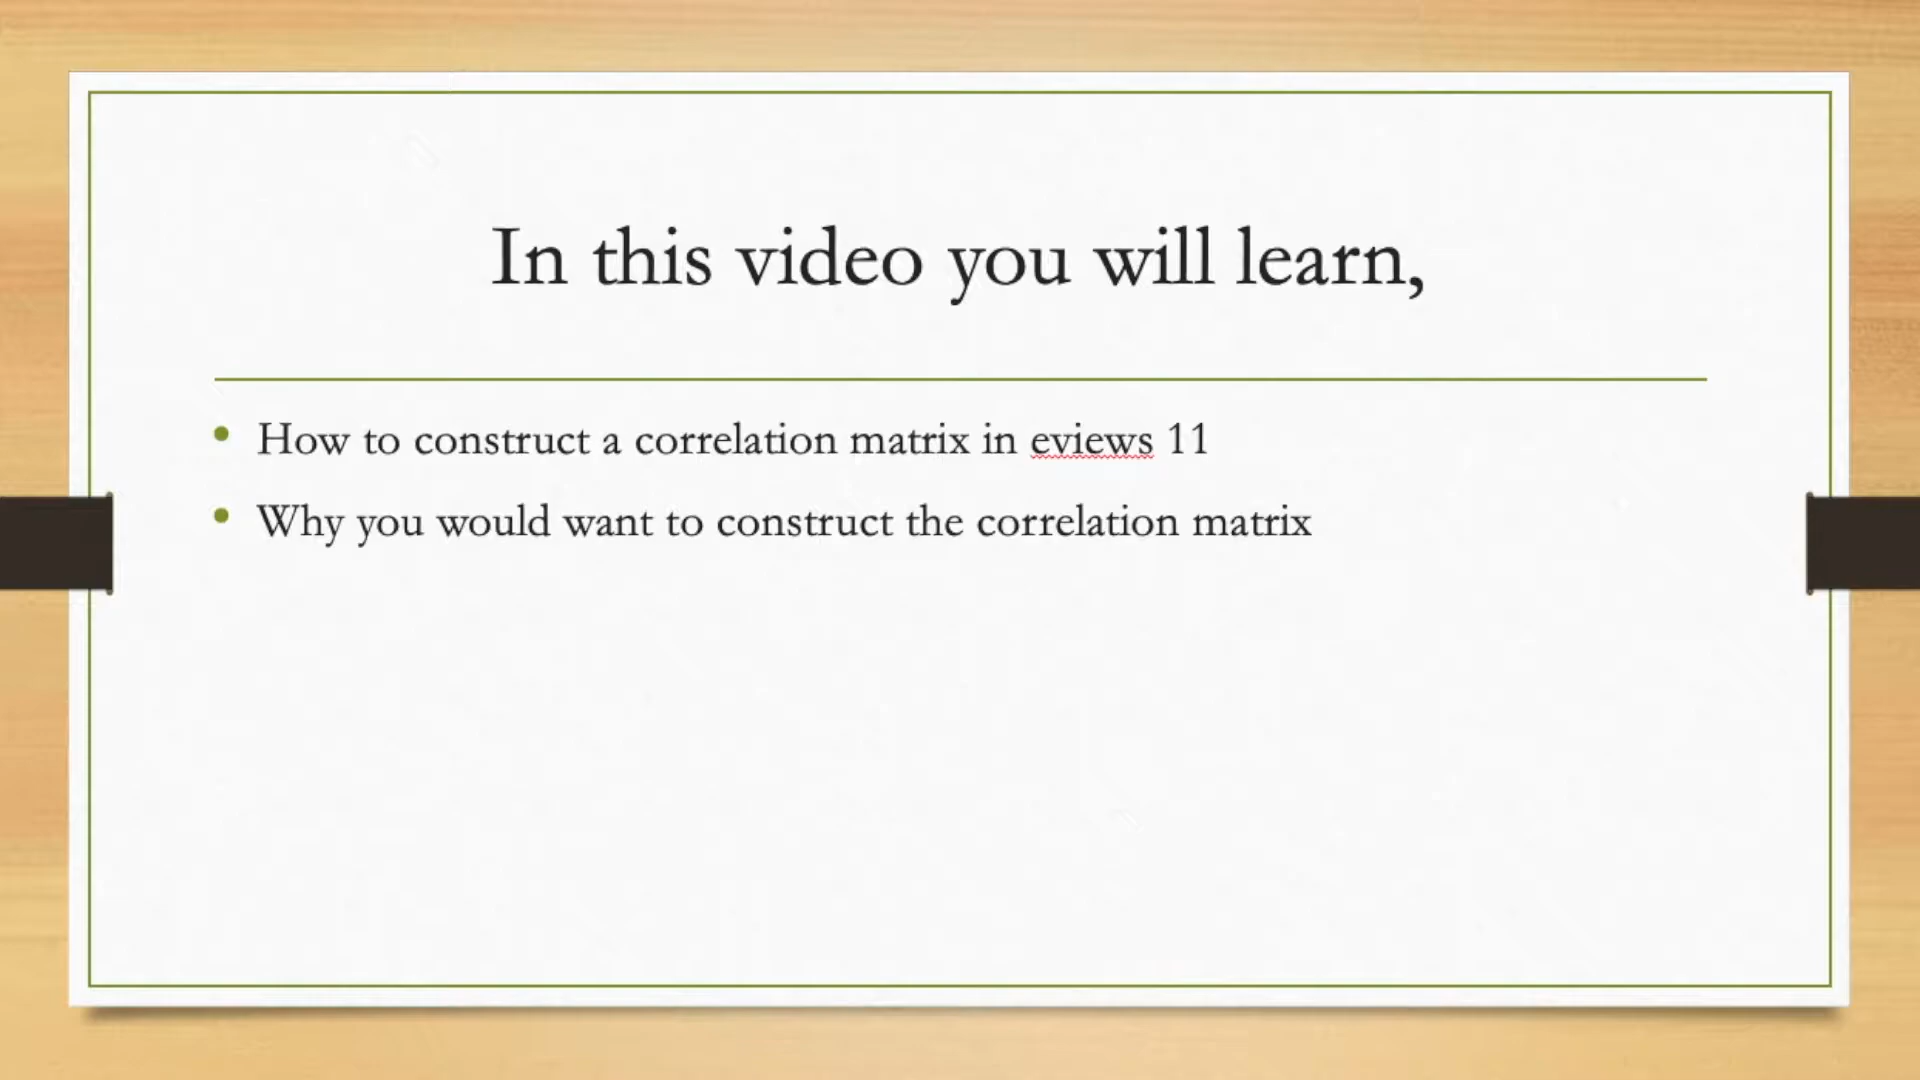 In this video you will learn,
• How to construct a correlation matrix in eviews 11
• Why you would want to construct the correlation matrix